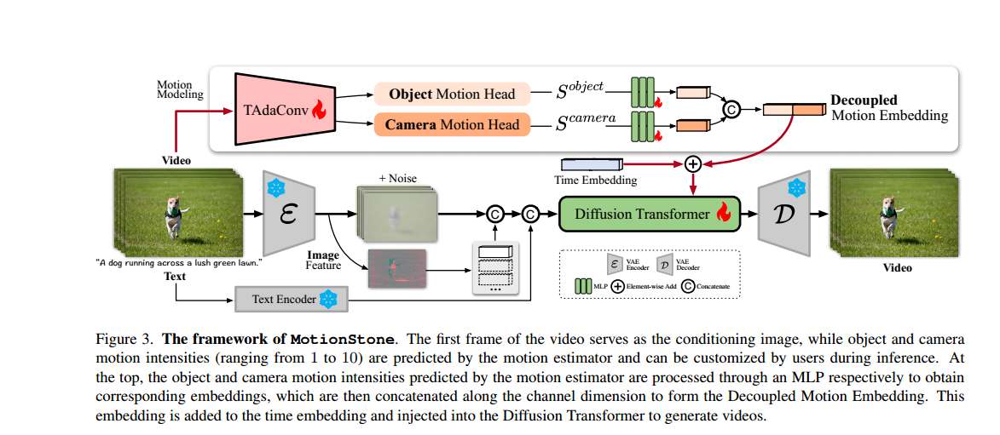 Motion
Modeling
TAdaConv
Object Motion Head
S^object
Camera Motion Head
S^camera
C
Decoupled
Motion Embedding
Video
+ Noise
Time Embedding
+
"A dog running across a lush green lawn."
Text
ℰ
Image
Feature
...
C
C
Diffusion Transformer
𝒟
Video
Text Encoder
ℰ VAE
Encoder
𝒟 VAE
Decoder
MLP + Element-wise Add C Concatenate
Figure 3. The framework of MotionStone. The first frame of the video serves as the conditioning image, while object and camera
motion intensities (ranging from 1 to 10) are predicted by the motion estimator and can be customized by users during inference. At
the top, the object and camera motion intensities predicted by the motion estimator are processed through an MLP respectively to obtain
corresponding embeddings, which are then concatenated along the channel dimension to form the Decoupled Motion Embedding. This
embedding is added to the time embedding and injected into the Diffusion Transformer to generate videos.